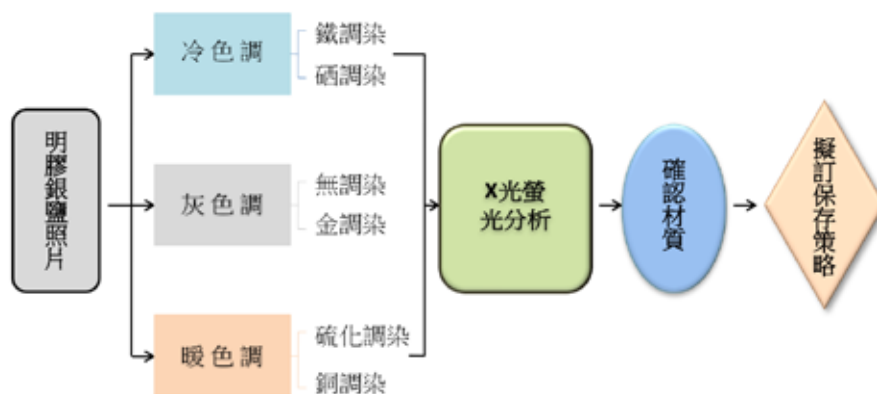 明膠銀鹽照片
冷色調
鐵調染
硒調染
灰色調
無調染
金調染
暖色調
硫化調染
銅調染
X光螢
光分析
確認材質
擬訂保存策略